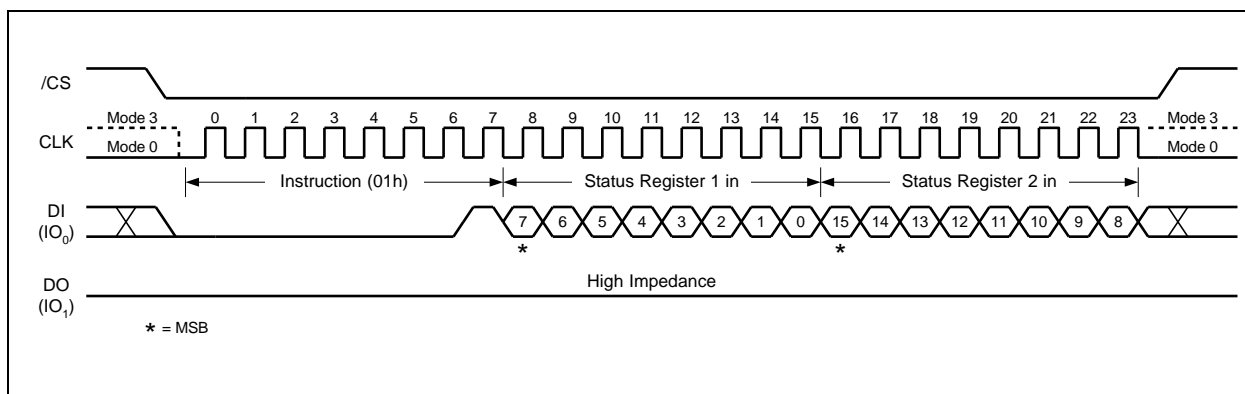 /CS
Mode 3 0 1 2 3 4 5 6 7 8 9 10 11 12 13 14 15 16 17 18 19 20 21 22 23 Mode 3
CLK
Mode 0 Mode 0
Instruction (01h) Status Register 1 in Status Register 2 in
DI
(IO0) 7 6 5 4 3 2 1 0 15 14 13 12 11 10 9 8
* *
DO High Impedance
(IO1)
* = MSB